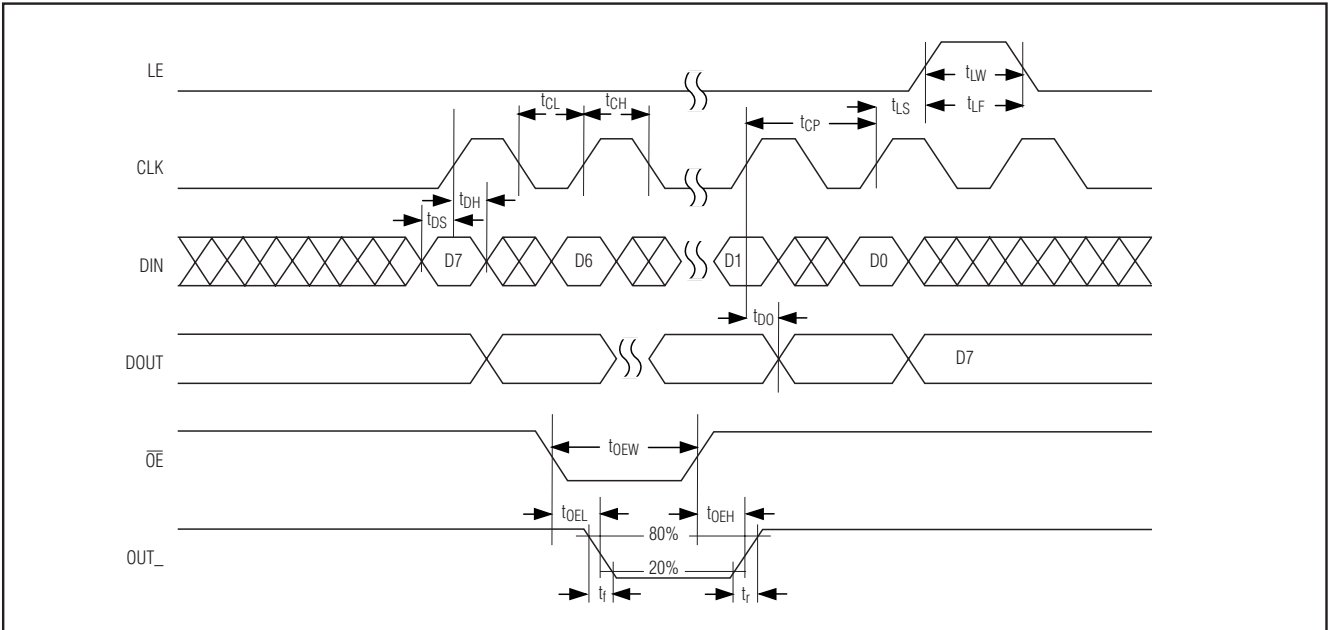 LE
tLW
tLS
tLF
tCL
tCH
tCP
CLK
tDH
tDS
DIN
D7
D6
D1
D0
tDO
DOUT
D7
OE
tOEW
tOEL
tOEH
80%
OUT_
20%
tf
tr